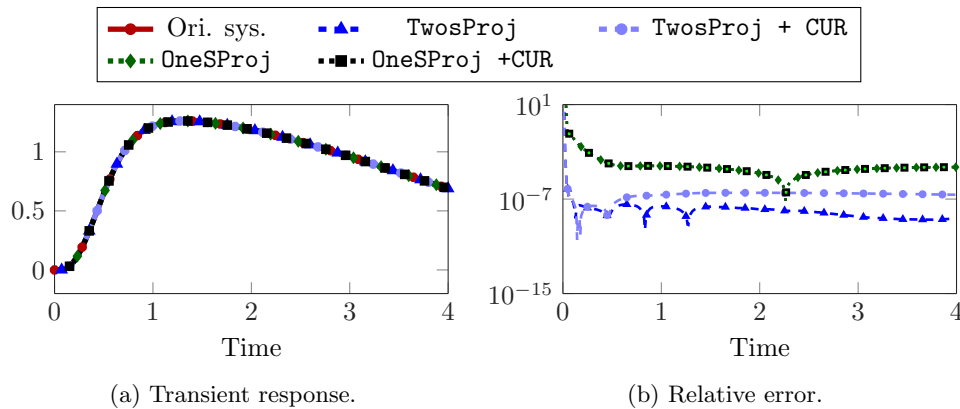 Ori. sys. TwosProj TwosProj + CUR
OneSProj OneSProj +CUR
1
0.5
0
0 1 2 3 4
Time
(a) Transient response.
10^1
10^−7
10^−15
0 1 2 3 4
Time
(b) Relative error.